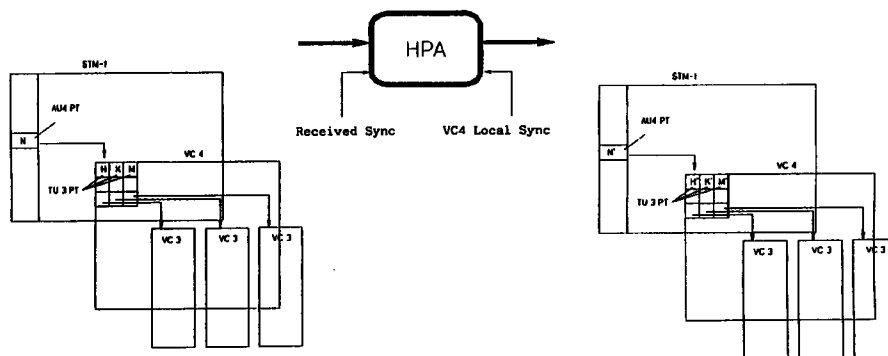 HPA
Received Sync
VC4 Local Sync
STM-1
AU4 PT
N
H K M
VC 4
TU 3 PT
VC 3
VC 3
VC 3
STM-1
AU4 PT
N'
H' K' M'
VC 4
TU 3 PT
VC 3
VC 3
VC 3